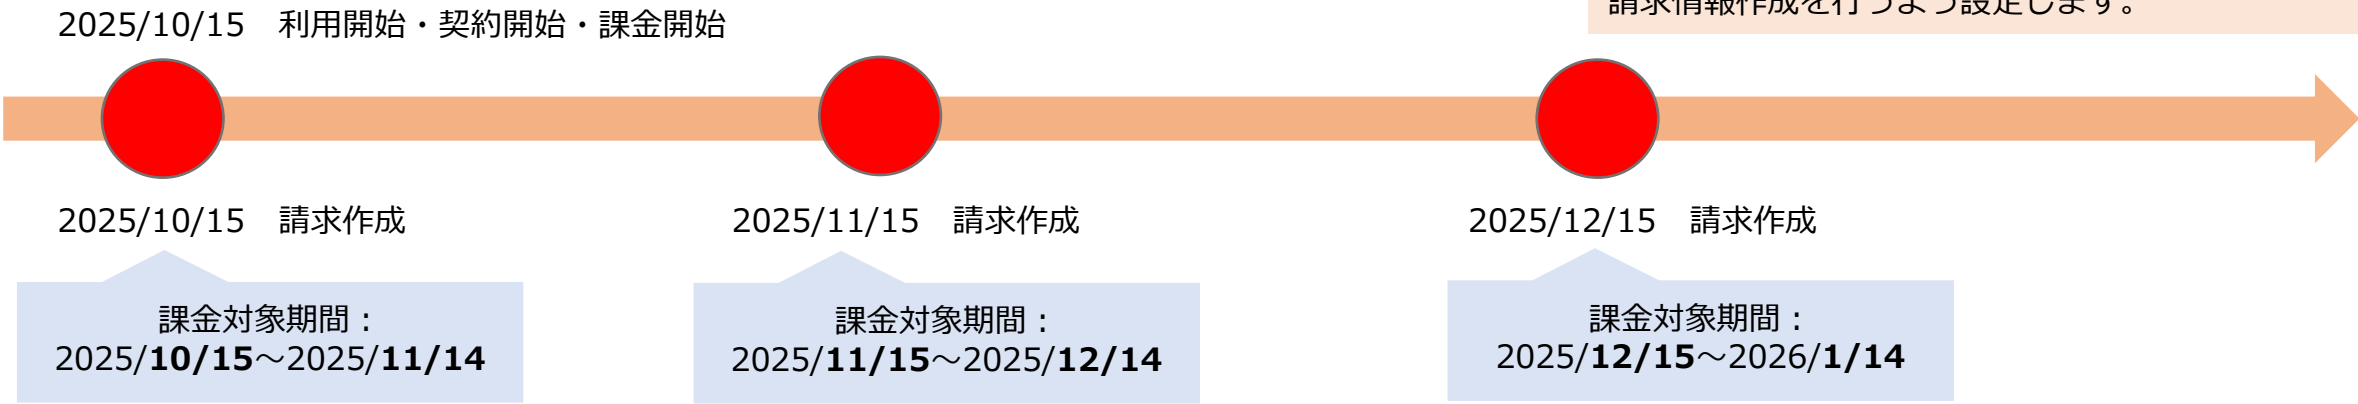 請求情報作成を行うよう設定します。
2025/10/15　利用開始・契約開始・課金開始
2025/10/15　請求作成
2025/11/15　請求作成
2025/12/15　請求作成
課金対象期間：
2025/10/15～2025/11/14
課金対象期間：
2025/11/15～2025/12/14
課金対象期間：
2025/12/15～2026/1/14